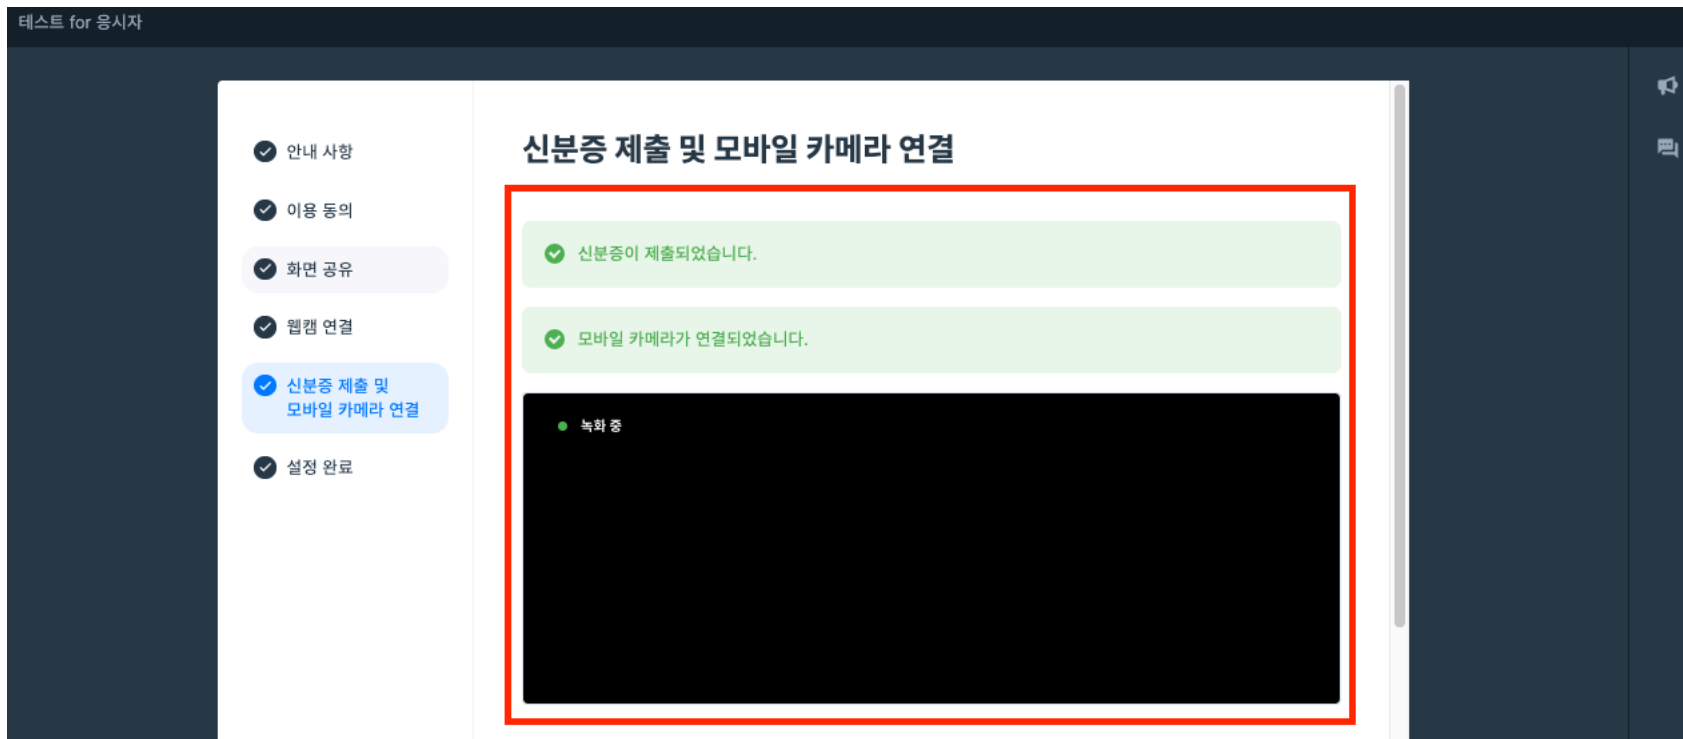 테스트 for 응시자
안내 사항
이용 동의
화면 공유
웹캠 연결
신분증 제출 및
모바일 카메라 연결
설정 완료
신분증 제출 및 모바일 카메라 연결
신분증이 제출되었습니다.
모바일 카메라가 연결되었습니다.
녹화 중